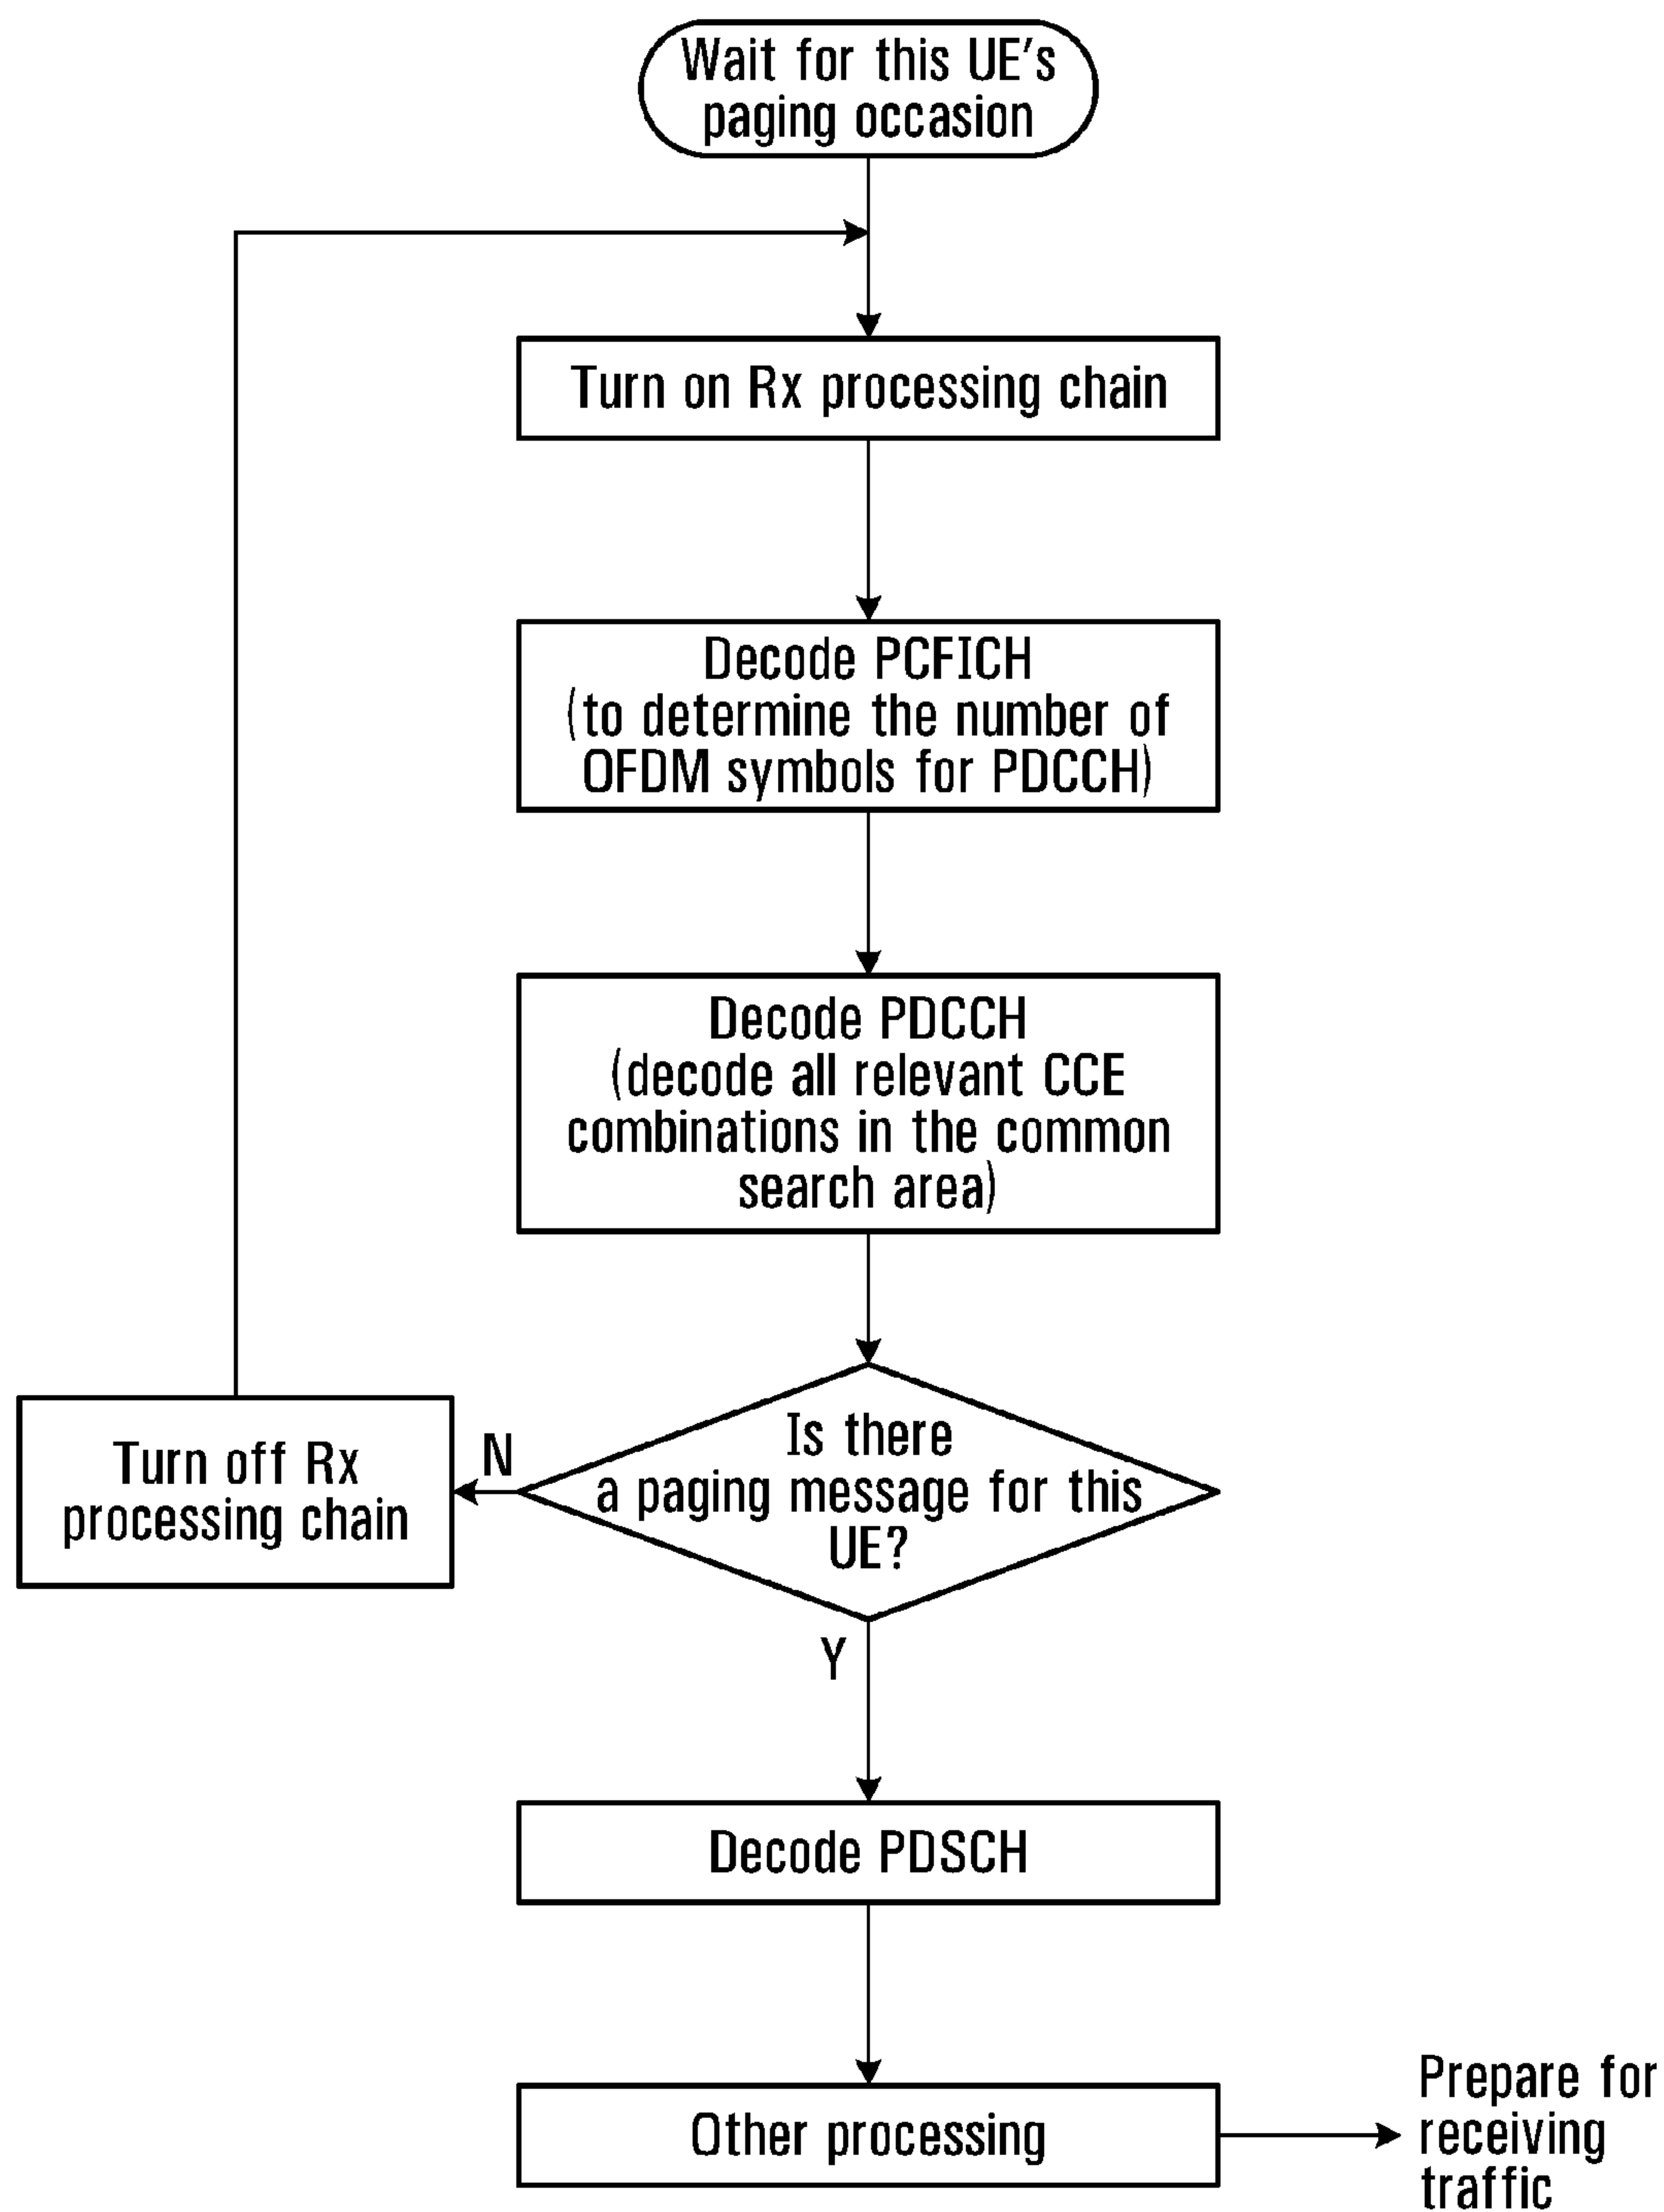 Wait for this UE's
paging occasion
Turn on Rx processing chain
Decode PCFICH
(to determine the number of
OFDM symbols for PDCCH)
Decode PDCCH
(decode all relevant CCE
combinations in the common
search area)
Is there
a paging message for this
UE?
N
Turn off Rx
processing chain
Y
Decode PDSCH
Other processing
Prepare for
receiving
traffic